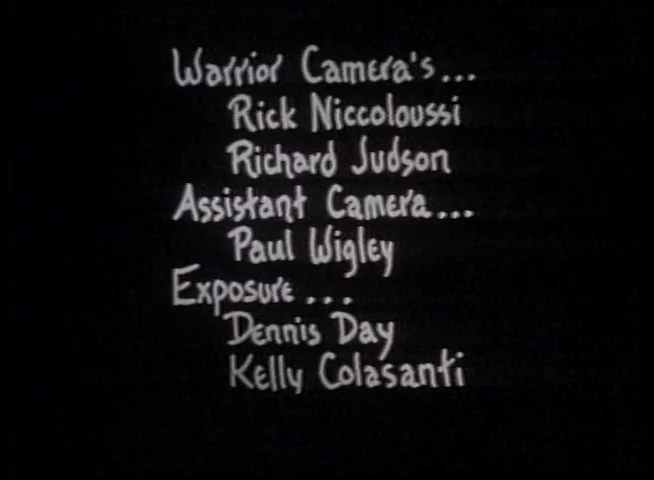 Warrior Camera's...
Rick Niccoloussi
Richard Judson
Assistant Camera...
Paul Wigley
Exposure...
Dennis Day
Kelly Colasanti